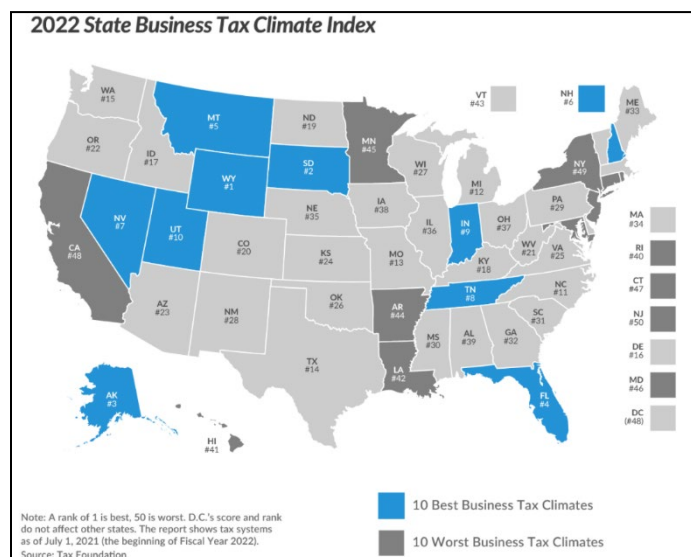 2022 State Business Tax Climate Index
WA
#15
MT
#5
ND
#19
MN
#45
VT
#43
NH
#6
ME
#33
OR
#22
ID
#17
WY
#1
SD
#2
WI
#27
MI
#12
NY
#49
NV
#7
UT
#10
CO
#20
NE
#35
IA
#38
IL
#36
IN
#9
OH
#37
PA
#29
CA
#48
KS
#24
MO
#13
KY
#18
WV
#21
VA
#25
AZ
#23
NM
#28
OK
#26
AR
#44
TN
#8
NC
#11
SC
#31
TX
#14
LA
#42
MS
#30
AL
#39
GA
#32
FL
#4
AK
#3
HI
#41
MA
#34
RI
#40
CT
#47
NJ
#50
DE
#16
MD
#46
DC
(#48)
Note: A rank of 1 is best, 50 is worst. D.C.'s score and rank
do not affect other states. The report shows tax systems
as of July 1, 2021 (the beginning of Fiscal Year 2022).
Source: Tax Foundation.
10 Best Business Tax Climates
10 Worst Business Tax Climates